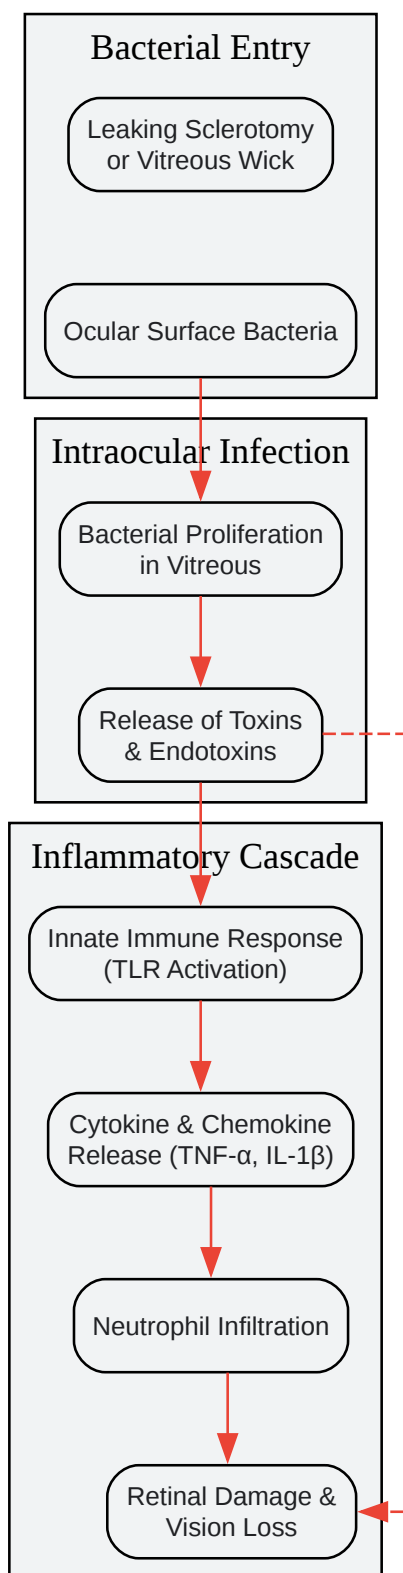 Bacterial Entry
Leaking Sclerotomy
or Vitreous Wick
Ocular Surface Bacteria
Intraocular Infection
Bacterial Proliferation
in Vitreous
Release of Toxins
& Endotoxins
Inflammatory Cascade
Innate Immune Response
(TLR Activation)
Cytokine & Chemokine
Release (TNF-α, IL-1β)
Neutrophil Infiltration
Retinal Damage &
Vision Loss